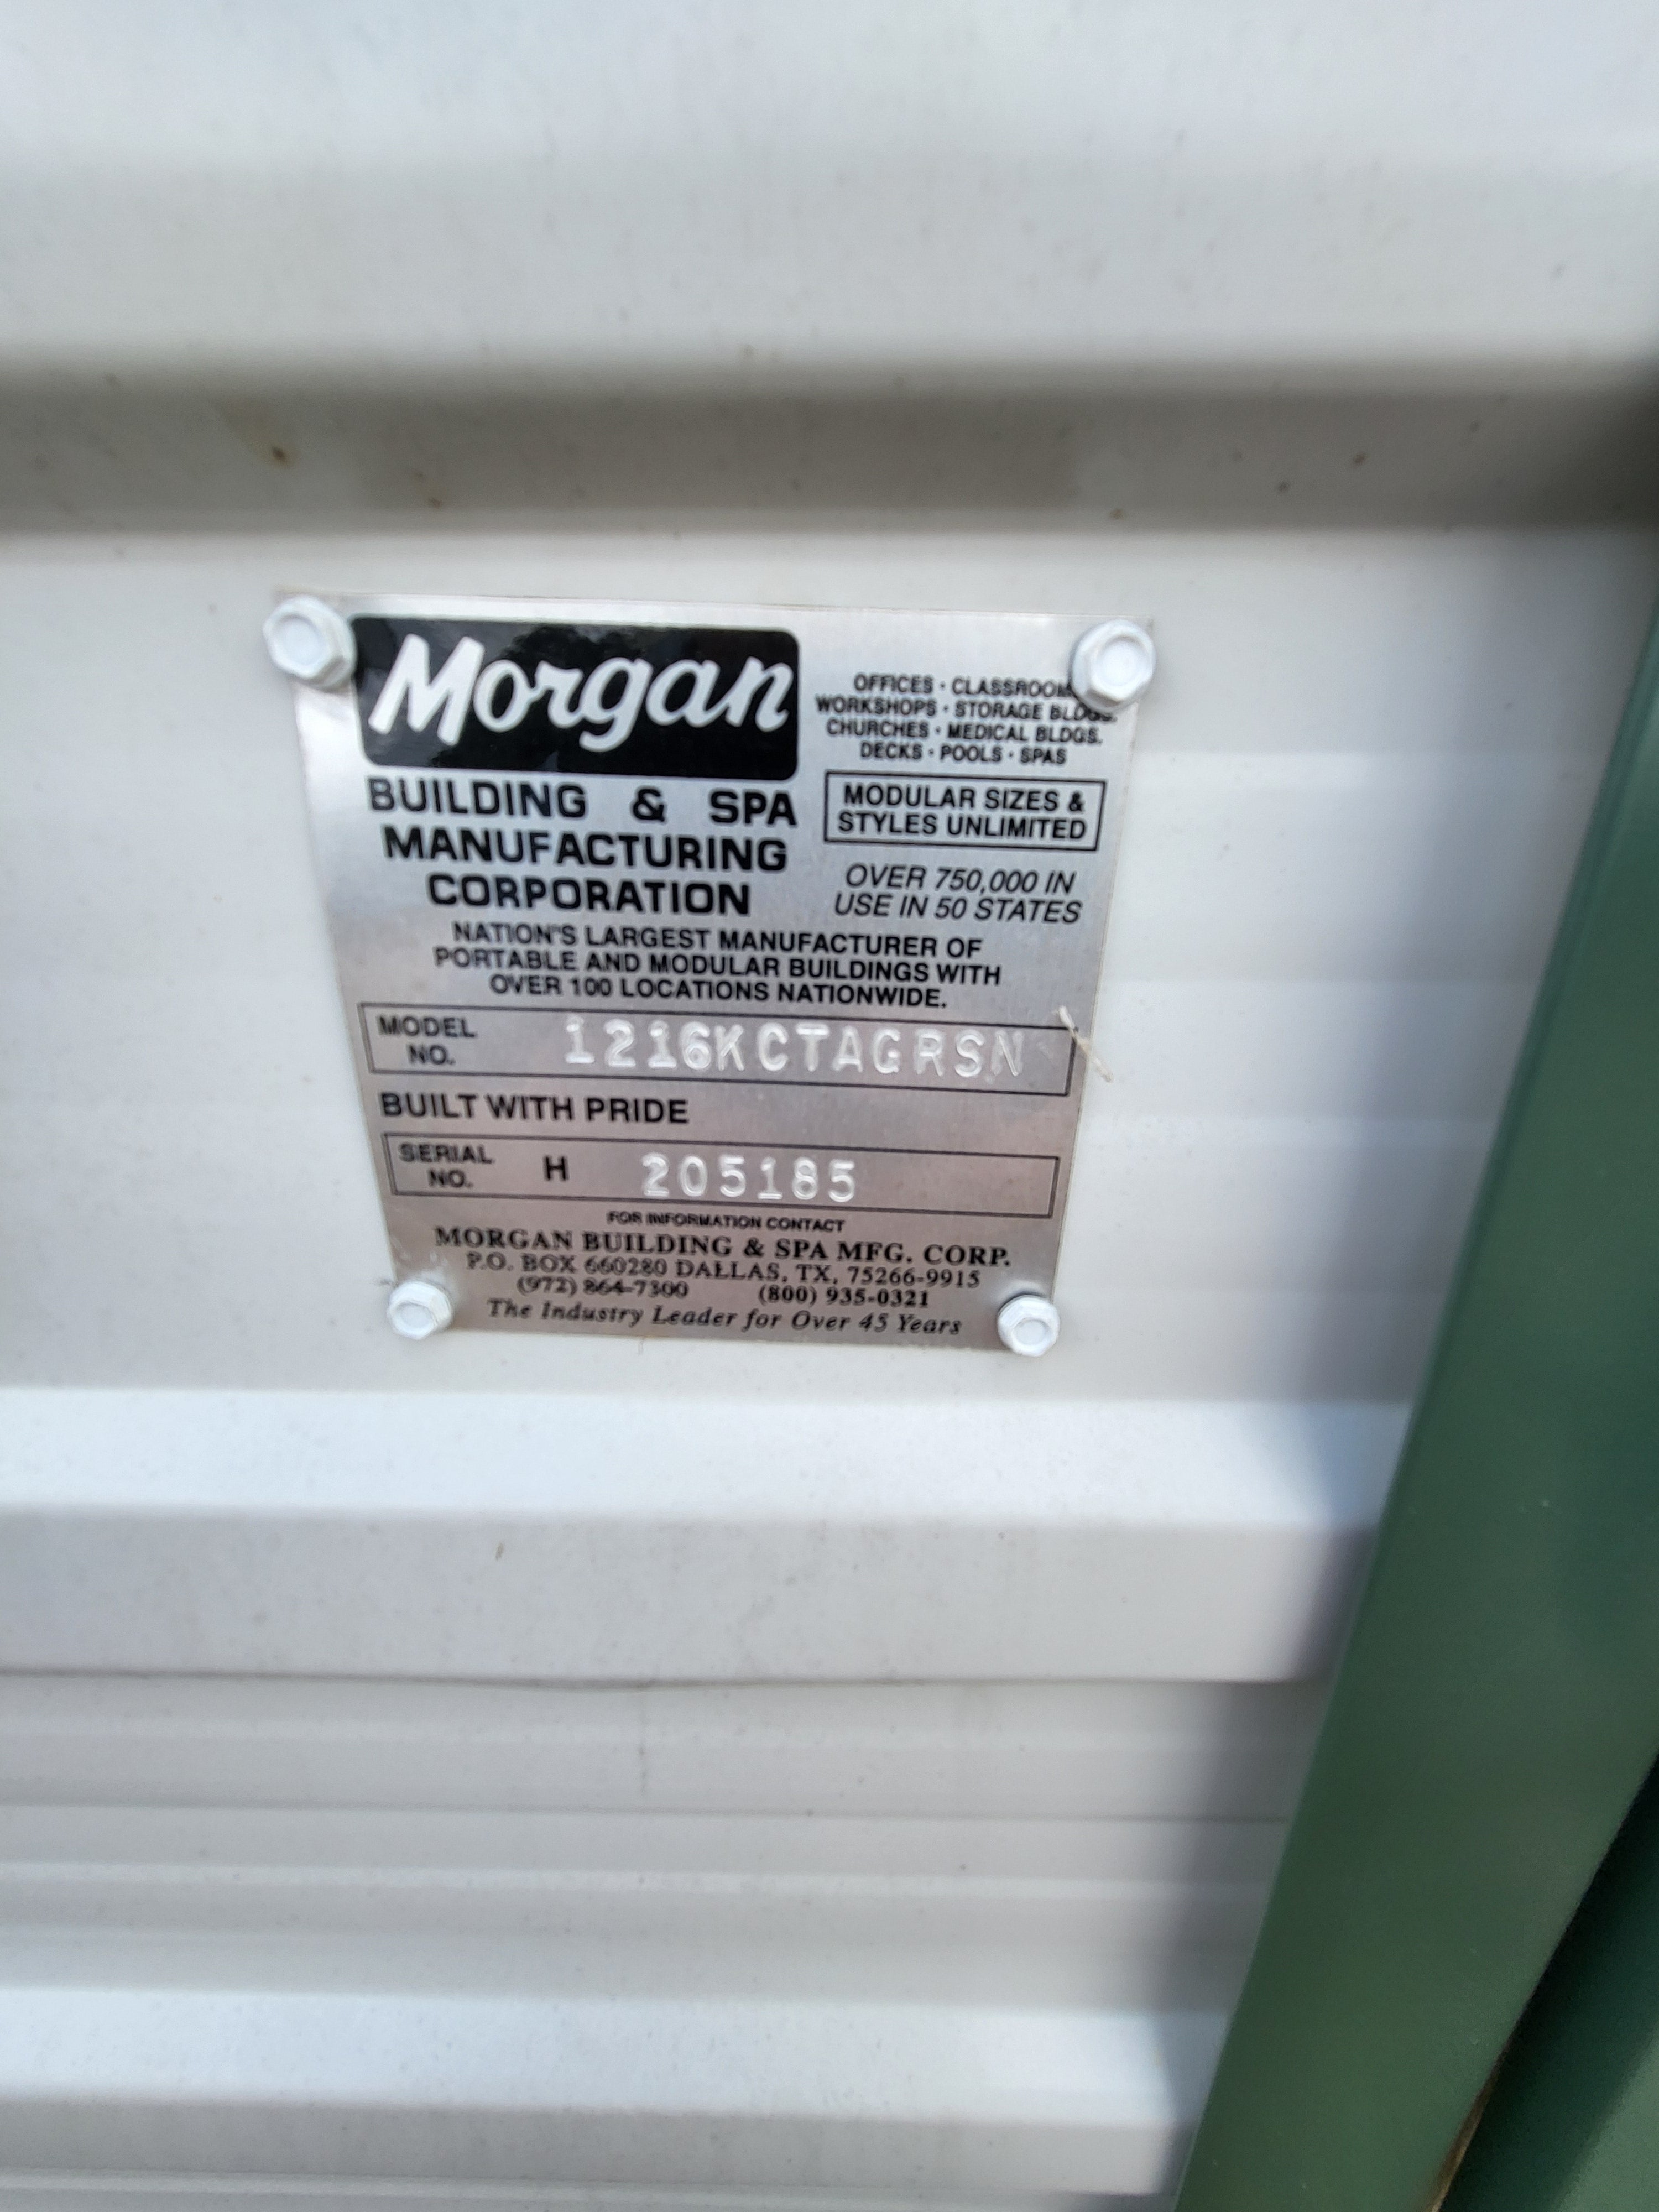 Morgan
BUILDING & SPA
MANUFACTURING
CORPORATION
OFFICES · CLASSROOM
WORKSHOPS · STORAGE BLDGS.
CHURCHES · MEDICAL BLDGS.
DECKS · POOLS · SPAS
MODULAR SIZES &
STYLES UNLIMITED
OVER 750,000 IN
USE IN 50 STATES
NATION'S LARGEST MANUFACTURER OF
PORTABLE AND MODULAR BUILDINGS WITH
OVER 100 LOCATIONS NATIONWIDE.
MODEL NO. 1216KCTAGRSN
BUILT WITH PRIDE
SERIAL NO. H 205185
FOR INFORMATION CONTACT
MORGAN BUILDING & SPA MFG. CORP.
P.O. BOX 660280 DALLAS, TX, 75266-9915
(972) 864-7300 (800) 935-0321
The Industry Leader for Over 45 Years